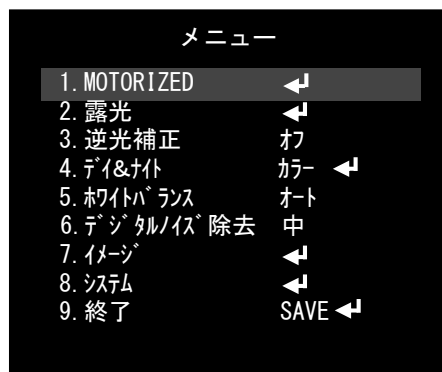 メニュー
1. MOTORIZED ↵
2. 露光 ↵
3. 逆光補正 ｵﾌ
4. ﾃﾞｲ&ﾅｲﾄ ｶﾗｰ ↵
5. ﾎﾜｲﾄﾊﾞﾗﾝｽ ｵｰﾄ
6. ﾃﾞｼﾞﾀﾙﾉｲｽﾞ除去 中
7. ｲﾒｰｼﾞ ↵
8. ｼｽﾃﾑ ↵
9. 終了 SAVE ↵